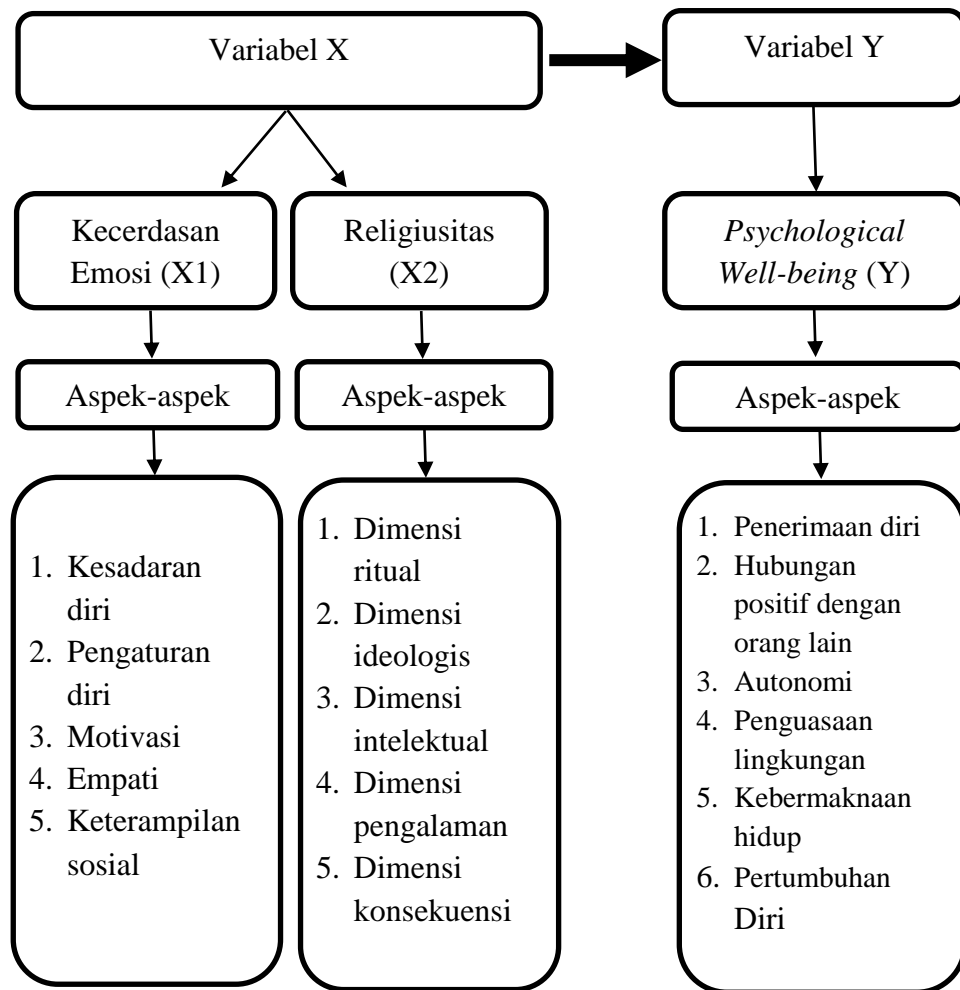 Variabel X
Variabel Y
Kecerdasan
Emosi (X1)
Religiusitas
(X2)
Psychological
Well-being (Y)
Aspek-aspek
Aspek-aspek
Aspek-aspek
1. Kesadaran
diri
2. Pengaturan
diri
3. Motivasi
4. Empati
5. Keterampilan
sosial
1. Dimensi
ritual
2. Dimensi
ideologis
3. Dimensi
intelektual
4. Dimensi
pengalaman
5. Dimensi
konsekuensi
1. Penerimaan diri
2. Hubungan
positif dengan
orang lain
3. Autonomi
4. Penguasaan
lingkungan
5. Kebermaknaan
hidup
6. Pertumbuhan
Diri